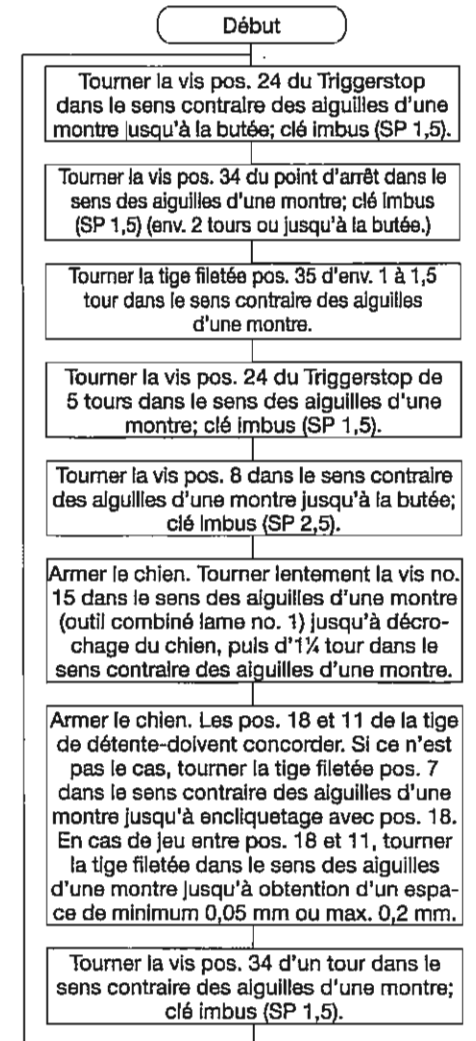 Début
Tourner la vis pos. 24 du Triggerstop
dans le sens contraire des aiguilles d'une
montre jusqu'à la butée; clé imbus (SP 1,5).
Tourner la vis pos. 34 du point d'arrêt dans le
sens des aiguilles d'une montre; clé imbus
(SP 1,5) (env. 2 tours ou jusqu'à la butée.)
Tourner la tige filetée pos. 35 d'env. 1 à 1,5
tour dans le sens contraire des aiguilles
d'une montre.
Tourner la vis pos. 24 du Triggerstop de
5 tours dans le sens des aiguilles d'une
montre; clé imbus (SP 1,5).
Tourner la vis pos. 8 dans le sens contraire
des aiguilles d'une montre jusqu'à la butée;
clé imbus (SP 2,5).
Armer le chien. Tourner lentement la vis no.
15 dans le sens des aiguilles d'une montre
(outil combiné lame no. 1) jusqu'à décro-
chage du chien, puis d'1¼ tour dans le
sens contraire des aiguilles d'une montre.
Armer le chien. Les pos. 18 et 11 de la tige
de détente-doivent concorder. Si ce n'est
pas le cas, tourner la tige filetée pos. 7
dans le sens contraire des aiguilles d'une
montre jusqu'à encliquetage avec pos. 18.
En cas de jeu entre pos. 18 et 11, tourner
la tige filetée dans le sens des aiguilles
d'une montre jusqu'à obtention d'un espa-
ce de minimum 0,05 mm ou max. 0,2 mm.
Tourner la vis pos. 34 d'un tour dans le
sens contraire des aiguilles d'une montre;
clé imbus (SP 1,5).